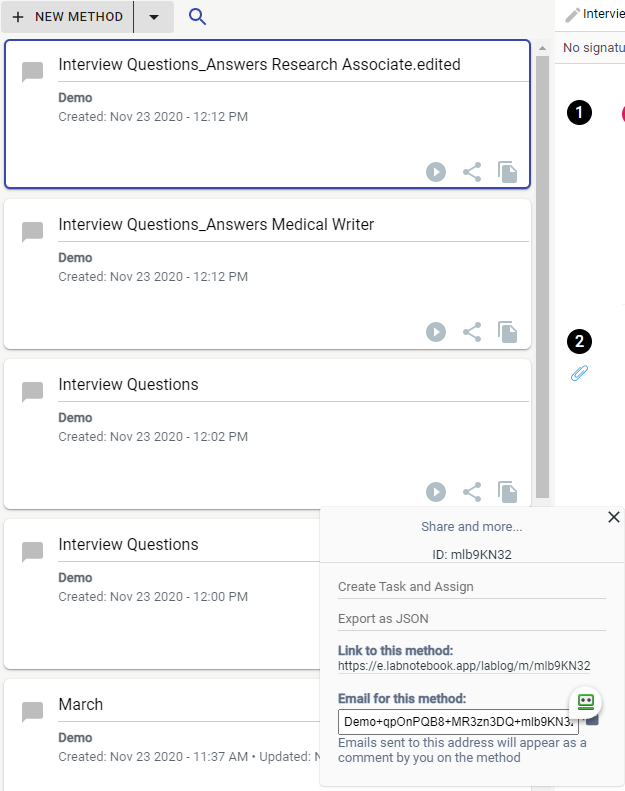 + NEW METHOD
Interview Questions_Answers Research Associate.edited
Demo
Created: Nov 23 2020 - 12:12 PM
Interview Questions_Answers Medical Writer
Demo
Created: Nov 23 2020 - 12:12 PM
Interview Questions
Demo
Created: Nov 23 2020 - 12:02 PM
Interview Questions
Demo
Created: Nov 23 2020 - 12:00 PM
March
Demo
Created: Nov 23 2020 - 11:37 AM • Updated: N
Intervie
No signatu
1
2
Share and more...
ID: mlb9KN32
Create Task and Assign
Export as JSON
Link to this method:
https://e.labnotebook.app/lablog/m/mlb9KN32
Email for this method:
Demo+qpOnPQB8+MR3zn3DQ+mlb9KN3
Emails sent to this address will appear as a
comment by you on the method